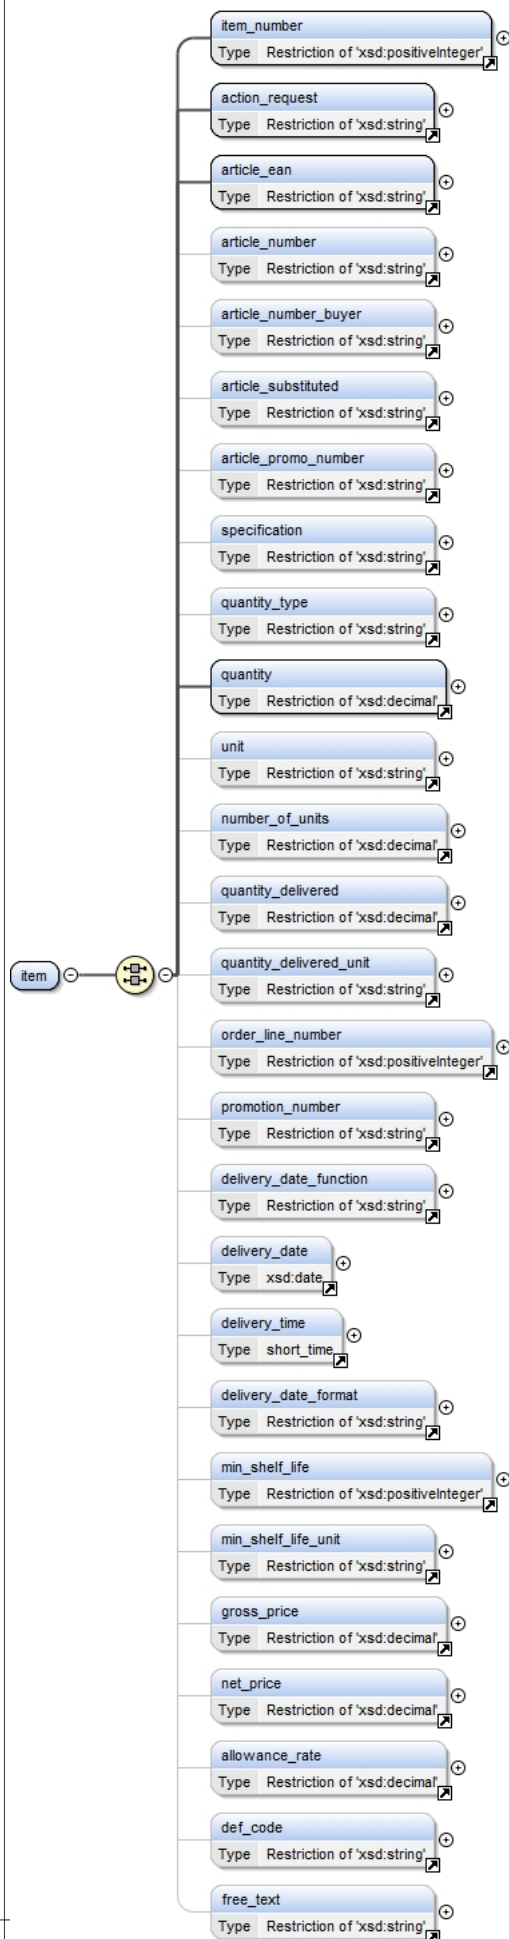 item_number
Type Restriction of 'xsd:positiveInteger'
action_request
Type Restriction of 'xsd:string'
article_ean
Type Restriction of 'xsd:string'
article_number
Type Restriction of 'xsd:string'
article_number_buyer
Type Restriction of 'xsd:string'
article_substituted
Type Restriction of 'xsd:string'
article_promo_number
Type Restriction of 'xsd:string'
specification
Type Restriction of 'xsd:string'
quantity_type
Type Restriction of 'xsd:string'
quantity
Type Restriction of 'xsd:decimal'
unit
Type Restriction of 'xsd:string'
number_of_units
Type Restriction of 'xsd:decimal'
quantity_delivered
Type Restriction of 'xsd:decimal'
item
quantity_delivered_unit
Type Restriction of 'xsd:string'
order_line_number
Type Restriction of 'xsd:positiveInteger'
promotion_number
Type Restriction of 'xsd:string'
delivery_date_function
Type Restriction of 'xsd:string'
delivery_date
Type xsd:date
delivery_time
Type short_time
delivery_date_format
Type Restriction of 'xsd:string'
min_shelf_life
Type Restriction of 'xsd:positiveInteger'
min_shelf_life_unit
Type Restriction of 'xsd:string'
gross_price
Type Restriction of 'xsd:decimal'
net_price
Type Restriction of 'xsd:decimal'
allowance_rate
Type Restriction of 'xsd:decimal'
def_code
Type Restriction of 'xsd:string'
free_text
Type Restriction of 'xsd:string'